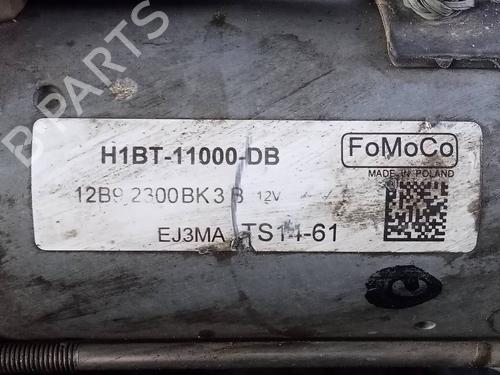 B-PARTS
H1BT-11000-DB
FoMoCo
MADE IN POLAND
12B9 2300BK3 B 12V
EJ3MA TS14-61